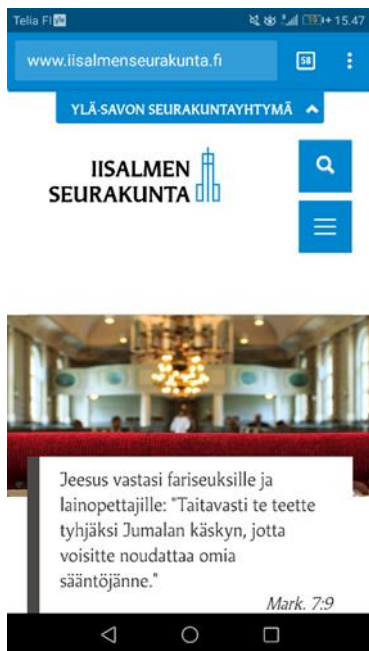 Telia FI
19
15.47
www.iisalmenseurakunta.fi
58
YLÄ-SAVON SEURAKUNTAYHTYMÄ
IISALMEN
SEURAKUNTA
Jeesus vastasi fariseuksille ja
lainopettajille: "Taitavasti te teette
tyhjäksi Jumalan käskyn, jotta
voisitte noudattaa omia
sääntöjänne."
Mark. 7:9